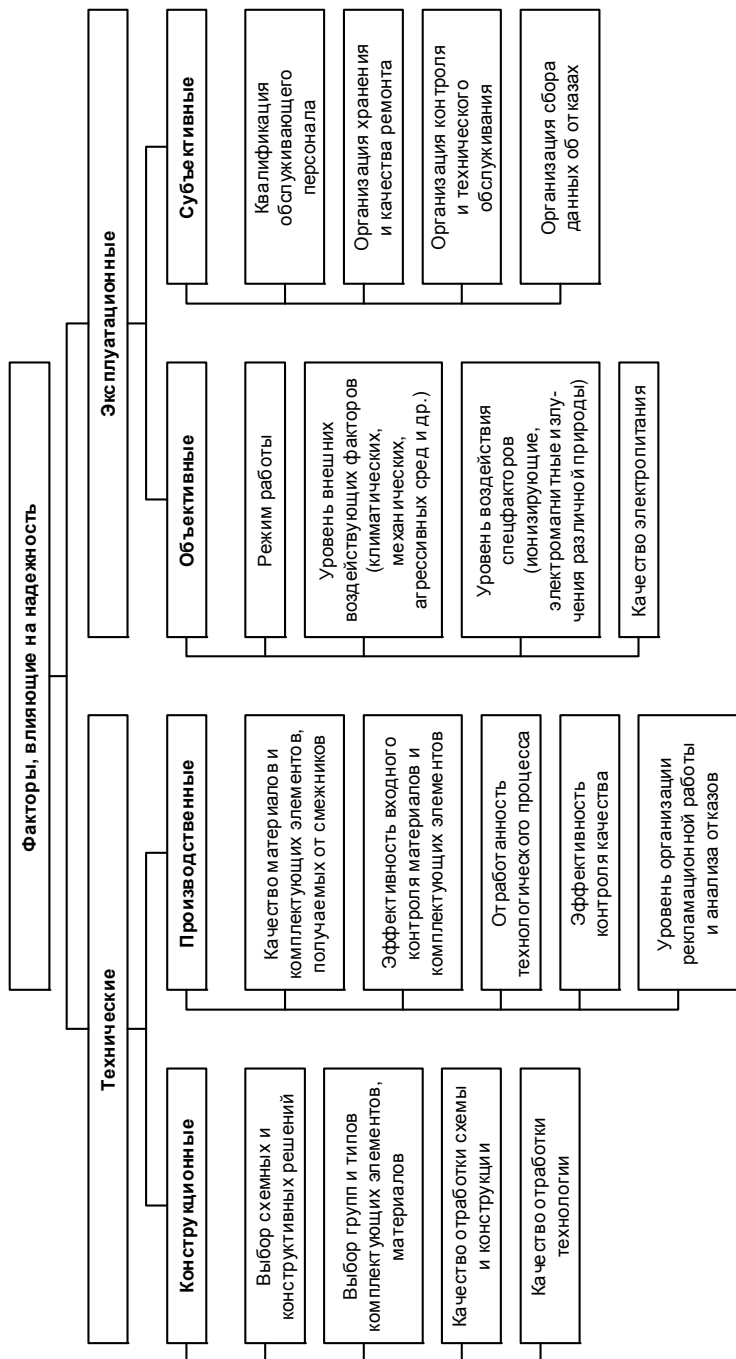 Факторы, влияющие на надежность
Технические
Конструкционные
Выбор схемных и
конструктивных решений
Выбор групп и типов
комплектующих элементов,
материалов
Качество отработки схемы
и конструкции
Качество отработки
технологии
Производственные
Качество материалов и
комплектующих элементов,
получаемых от смежников
Эффективность входного
контроля материалов и
комплектующих элементов
Отработанность
технологического процесса
Эффективность
контроля качества
Уровень организации
рекламационной работы
и анализа отказов
Эксплуатационные
Объективные
Режим работы
Уровень внешних
воздействующих факторов
(климатических,
механических,
агрессивных сред и др.)
Уровень воздействия
спецфакторов
(ионизирующие,
электромагнитные излу-
чения различной природы)
Качество электропитания
Субъективные
Квалификация
обслуживающего
персонала
Организация хранения
и качества ремонта
Организация контроля
и технического
обслуживания
Организация сбора
данных об отказах